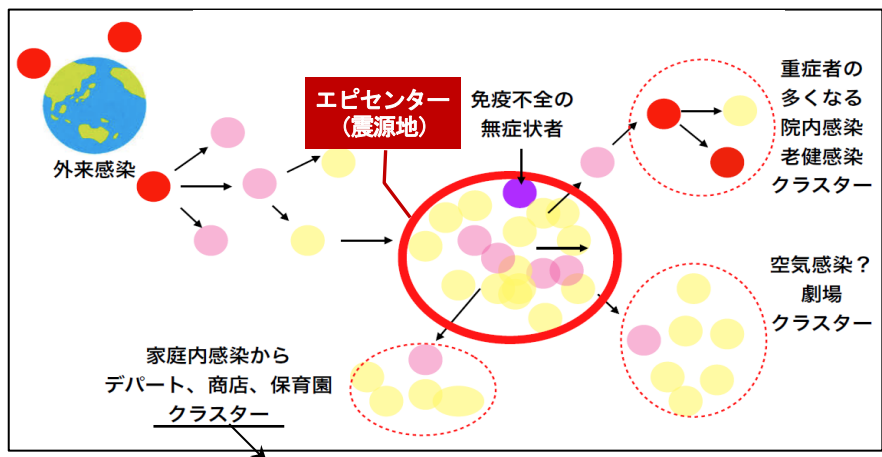 外来感染
エピセンター
（震源地）
免疫不全の
無症状者
重症者の
多くなる
院内感染
老健感染
クラスター
空気感染？
劇場
クラスター
家庭内感染から
デパート、商店、保育園
クラスター